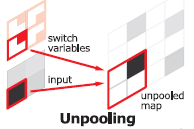 switch
variables
input
unpooled
map
Unpooling